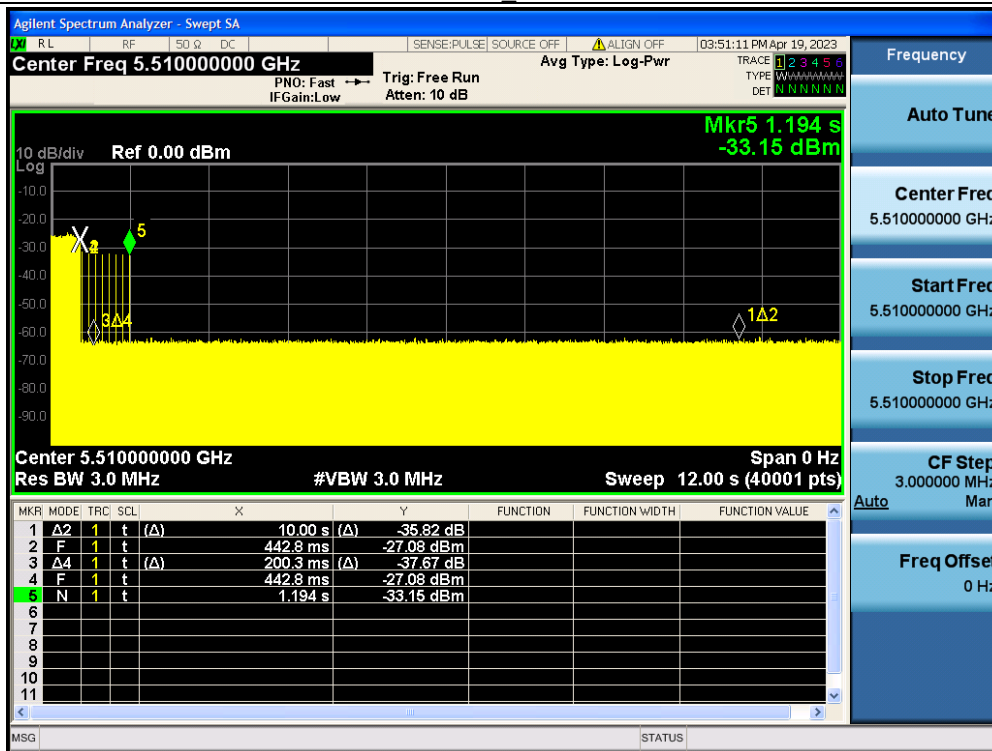 Agilent Spectrum Analyzer - Swept SA
LXI RL RF 50 Ω DC SENSE:PULSE SOURCE OFF ALIGN OFF 03:51:11 PM Apr 19, 2023
Center Freq 5.510000000 GHz
PNO: Fast
IFGain:Low
Trig: Free Run
Atten: 10 dB
Avg Type: Log-Pwr
TRACE 1 2 3 4 5 6
TYPE WWWWWW
DET N N N N N N
Mkr5 1.194 s
-33.15 dBm
10 dB/div Ref 0.00 dBm
Log
-10.0
-20.0
-30.0
-40.0
-50.0
-60.0
-70.0
-80.0
-90.0
5
3Δ4
1Δ2
Center 5.510000000 GHz Span 0 Hz
Res BW 3.0 MHz #VBW 3.0 MHz Sweep 12.00 s (40001 pts)
MKR MODE TRC SCL X Y FUNCTION FUNCTION WIDTH FUNCTION VALUE
1 Δ2 1 t (Δ) 10.00 s (Δ) -35.82 dB
2 F 1 t 442.8 ms -27.08 dBm
3 Δ4 1 t (Δ) 200.3 ms (Δ) -37.67 dB
4 F 1 t 442.8 ms -27.08 dBm
5 N 1 t 1.194 s -33.15 dBm
6
7
8
9
10
11
MSG STATUS
Frequency
Auto Tune
Center Freq
5.510000000 GHz
Start Freq
5.510000000 GHz
Stop Freq
5.510000000 GHz
CF Step
3.000000 MHz
Auto Man
Freq Offset
0 Hz